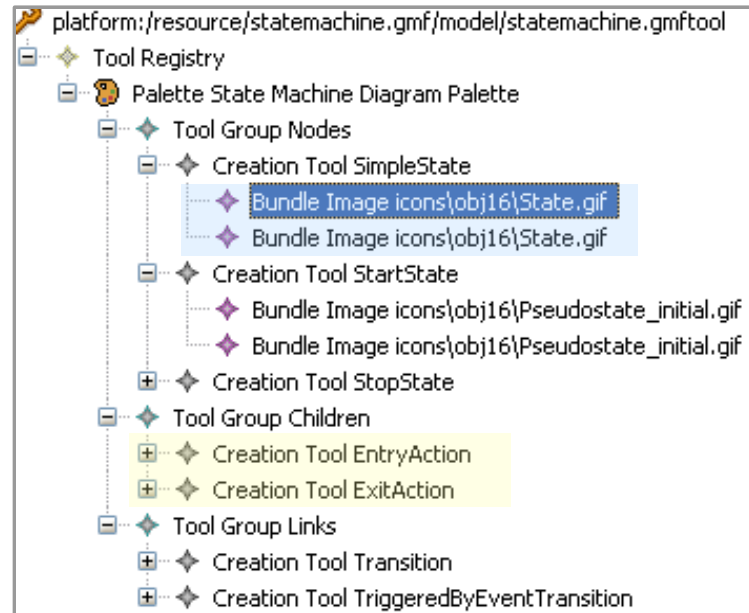 platform:/resource/statemachine.gmf/model/statemachine.gmftool
Tool Registry
Palette State Machine Diagram Palette
Tool Group Nodes
Creation Tool SimpleState
Bundle Image icons\obj16\State.gif
Bundle Image icons\obj16\State.gif
Creation Tool StartState
Bundle Image icons\obj16\Pseudostate_initial.gif
Bundle Image icons\obj16\Pseudostate_initial.gif
Creation Tool StopState
Tool Group Children
Creation Tool EntryAction
Creation Tool ExitAction
Tool Group Links
Creation Tool Transition
Creation Tool TriggeredByEventTransition